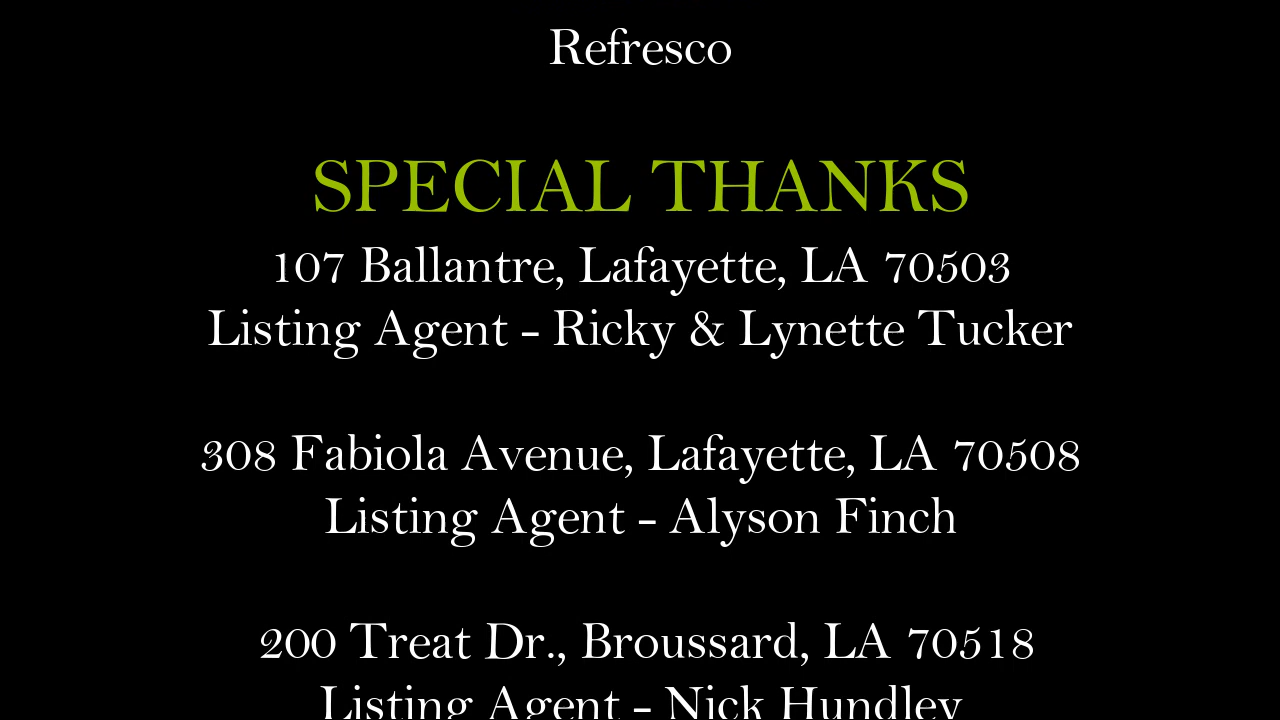 Refresco
SPECIAL THANKS
107 Ballantre, Lafayette, LA 70503
Listing Agent - Ricky & Lynette Tucker
308 Fabiola Avenue, Lafayette, LA 70508
Listing Agent - Alyson Finch
200 Treat Dr., Broussard, LA 70518
Listing Agent - Nick Hundley